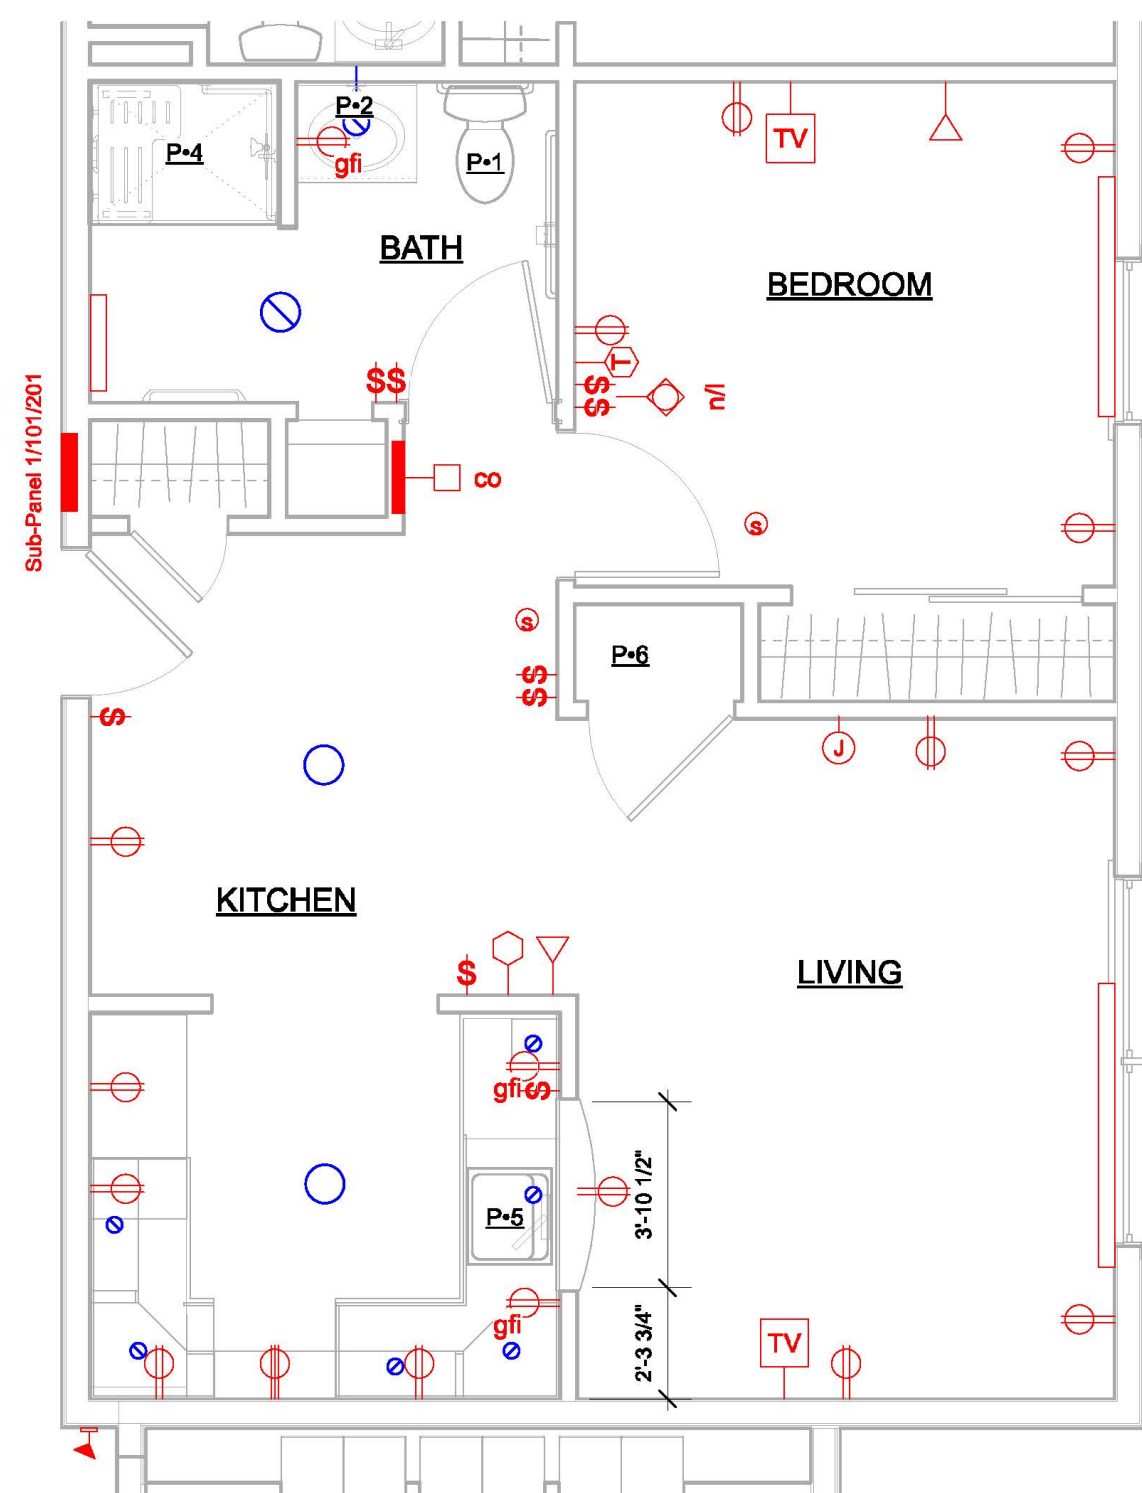 P•2
TV
P•4
gfi
P•1
BATH
BEDROOM
T
$$
$$
n/l
Sub-Panel 1/101/201
co
s
s
P•6
$$
$
J
KITCHEN
$
LIVING
gfi
$
3'-10 1/2"
P•5
gfi
TV
2'-3 3/4"